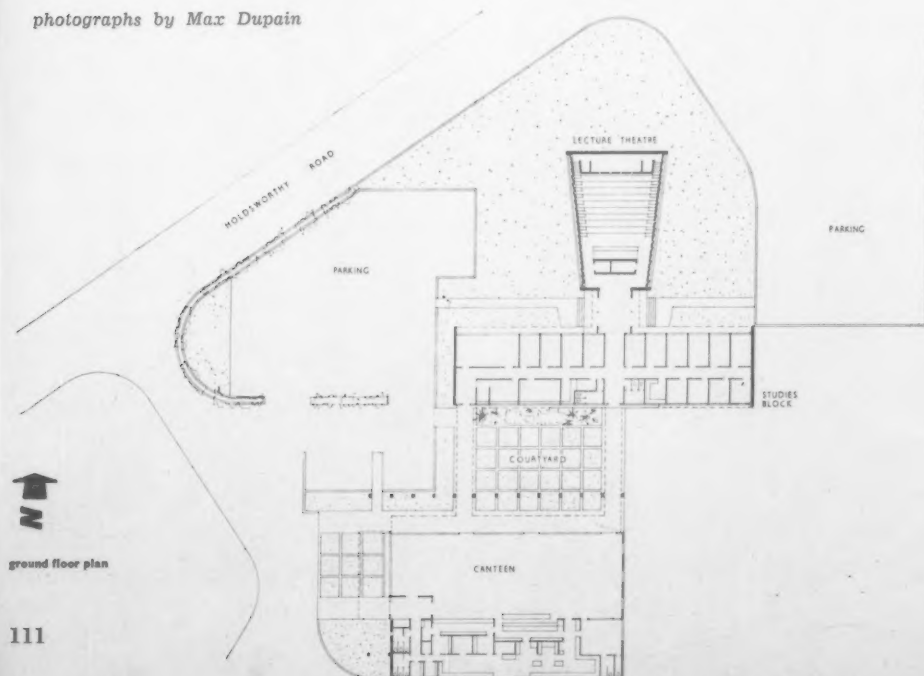 photographs by Max Dupain
LECTURE THEATRE
HOLDSWORTHY ROAD
PARKING
PARKING
STUDIES
BLOCK
COURTYARD
N
ground floor plan
CANTEEN
111